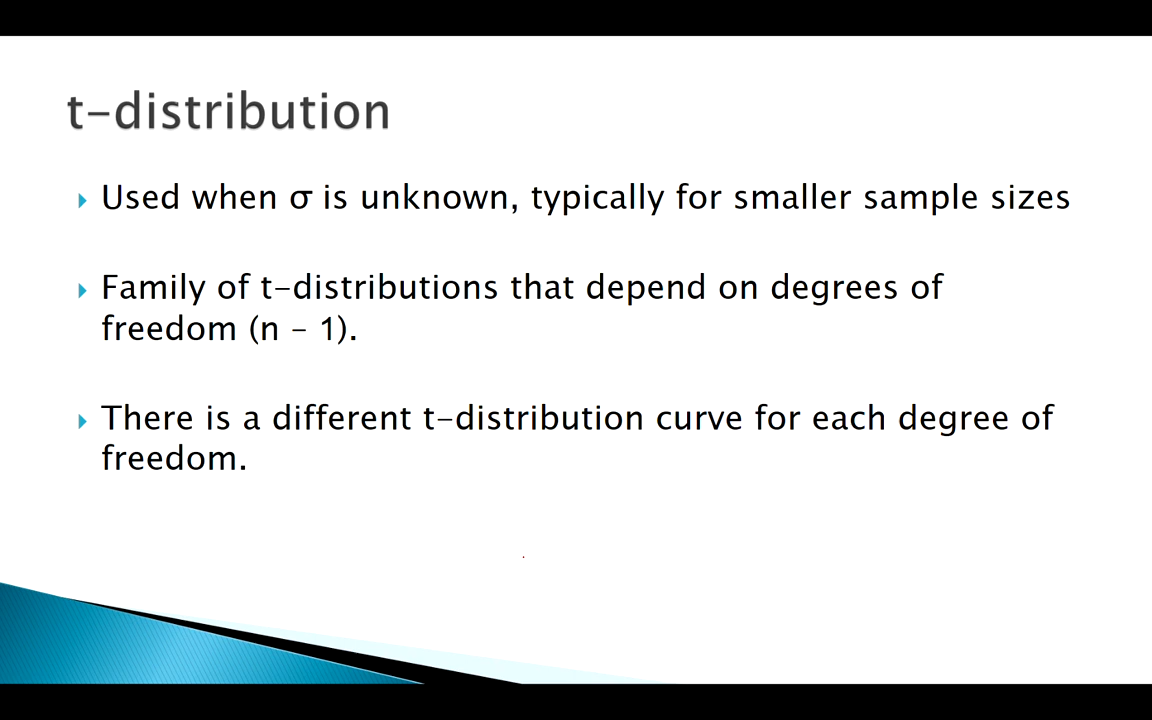 t-distribution
Used when σ is unknown, typically for smaller sample sizes
Family of t-distributions that depend on degrees of
freedom (n – 1).
There is a different t-distribution curve for each degree of
freedom.